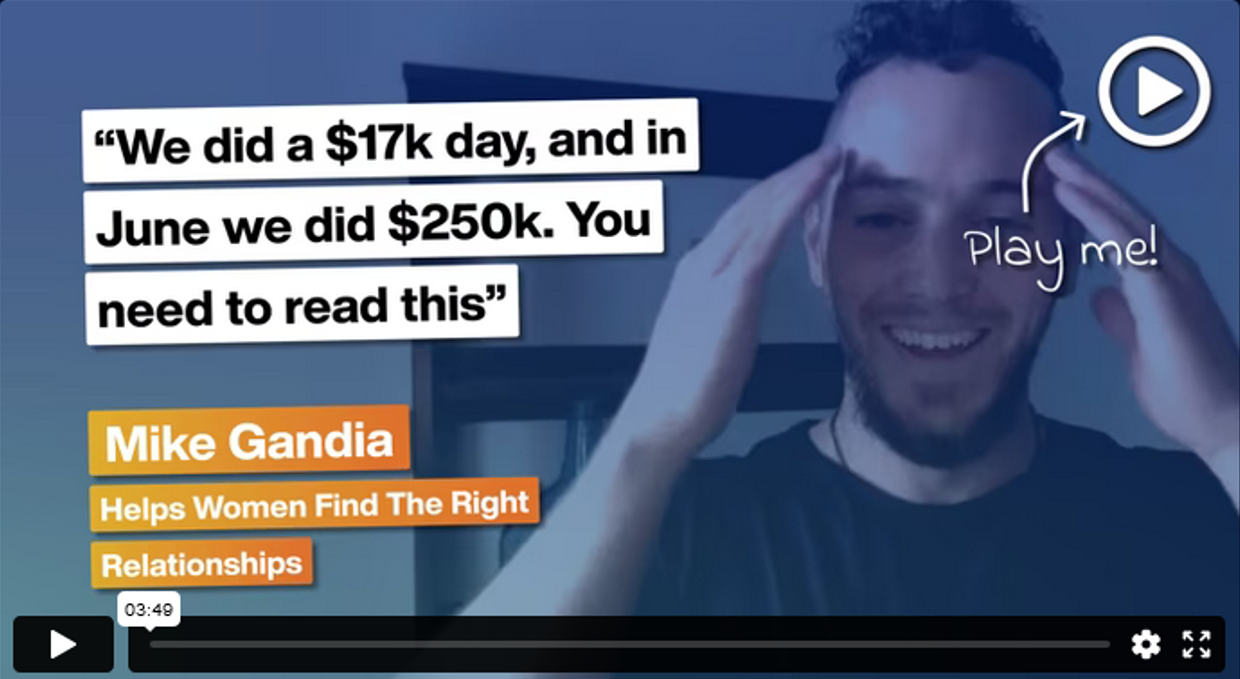 “We did a $17k day, and in
June we did $250k. You
need to read this”
Play me!
Mike Gandia
Helps Women Find The Right
Relationships
03:49